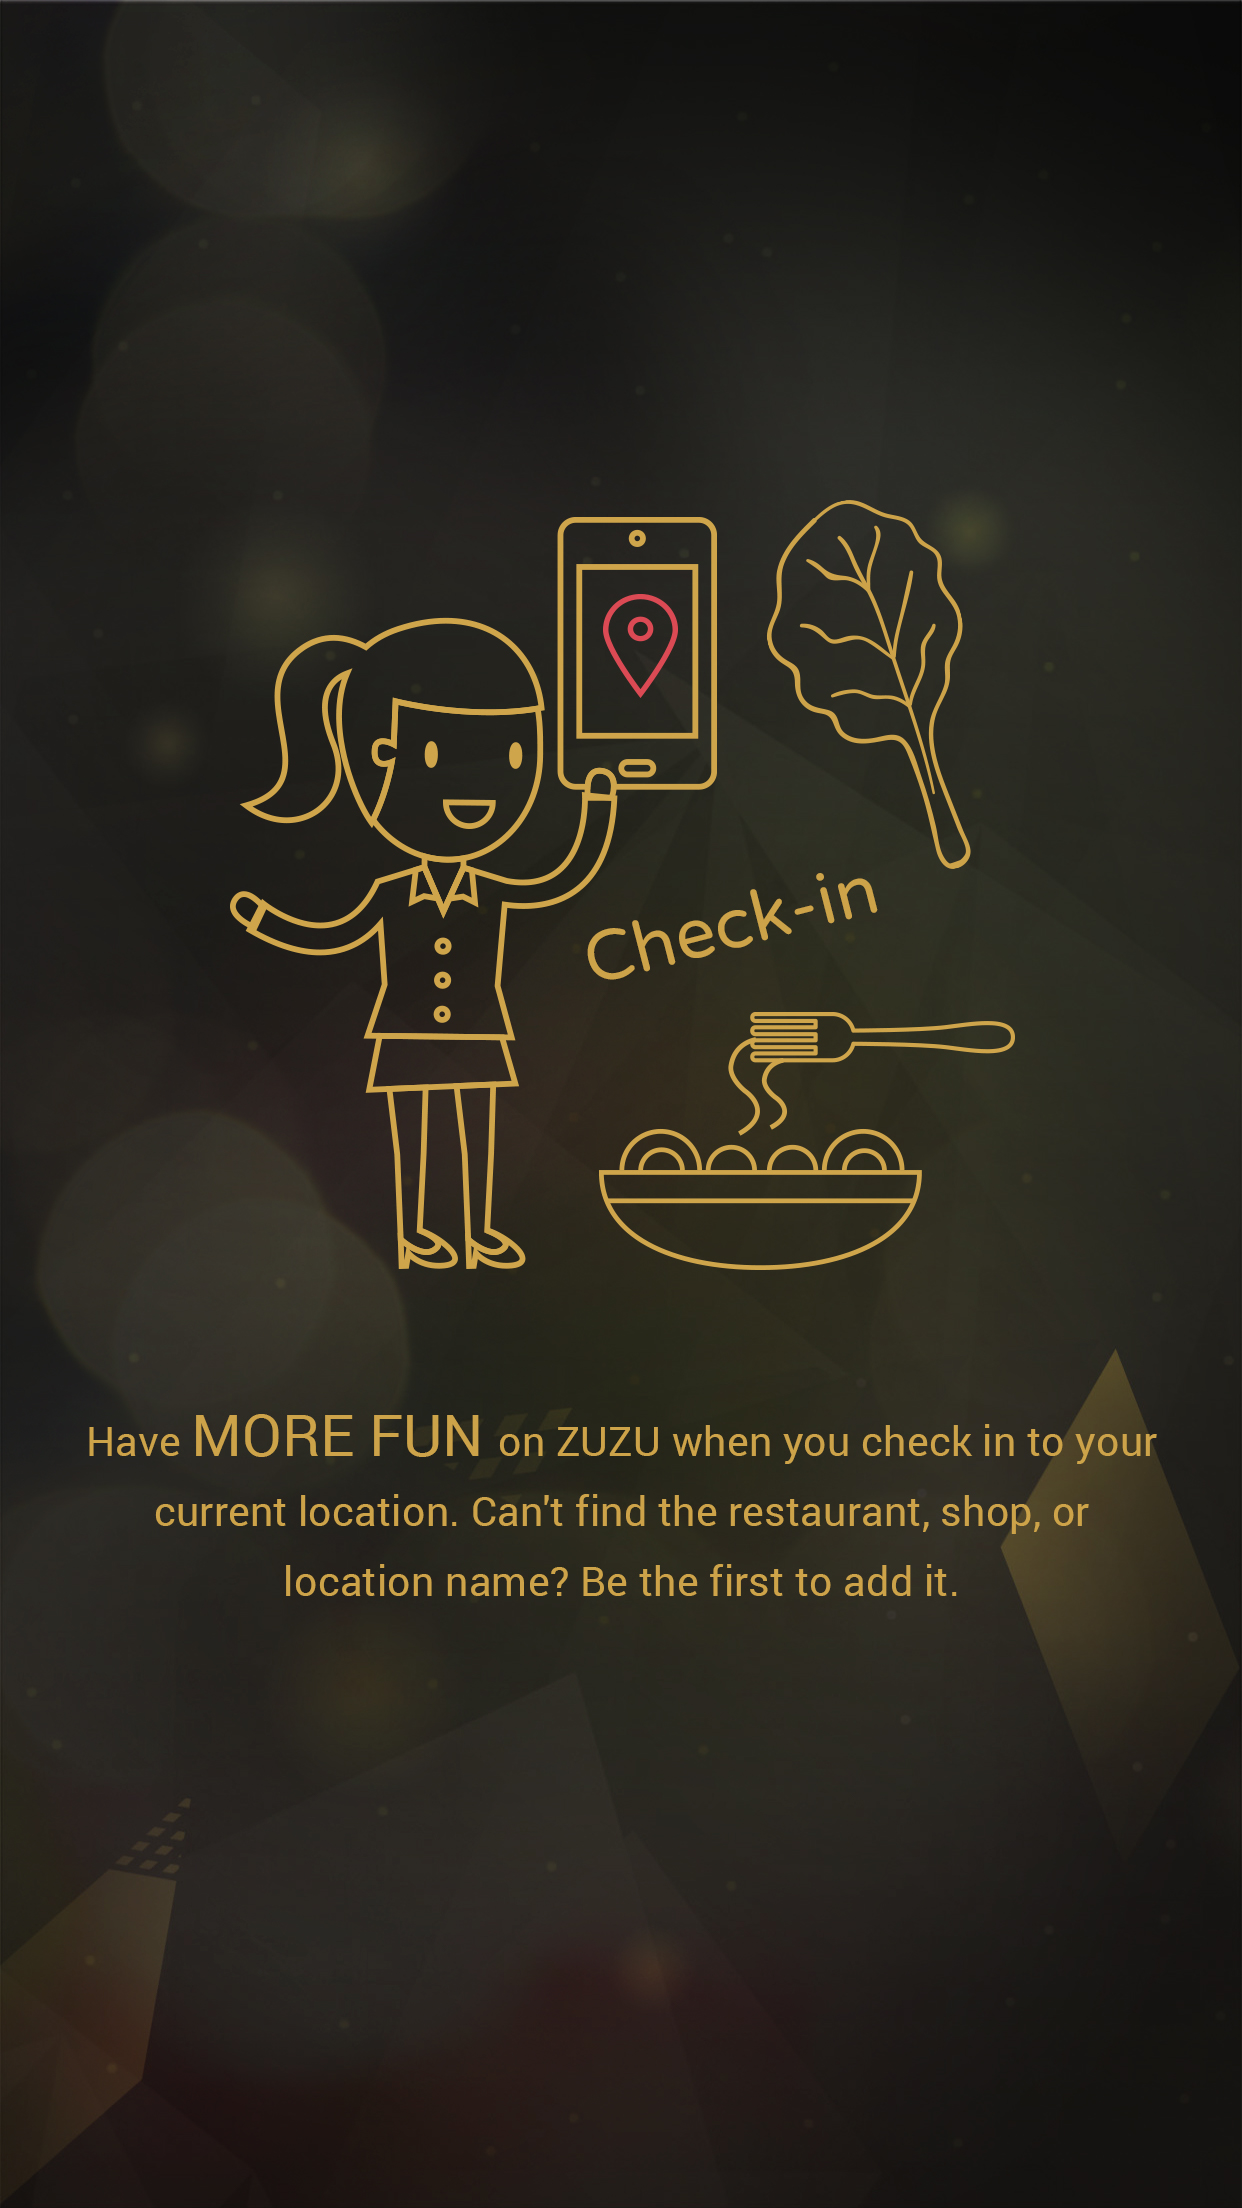 Check-in
Have MORE FUN on ZUZU when you check in to your
current location. Can't find the restaurant, shop, or
location name? Be the first to add it.